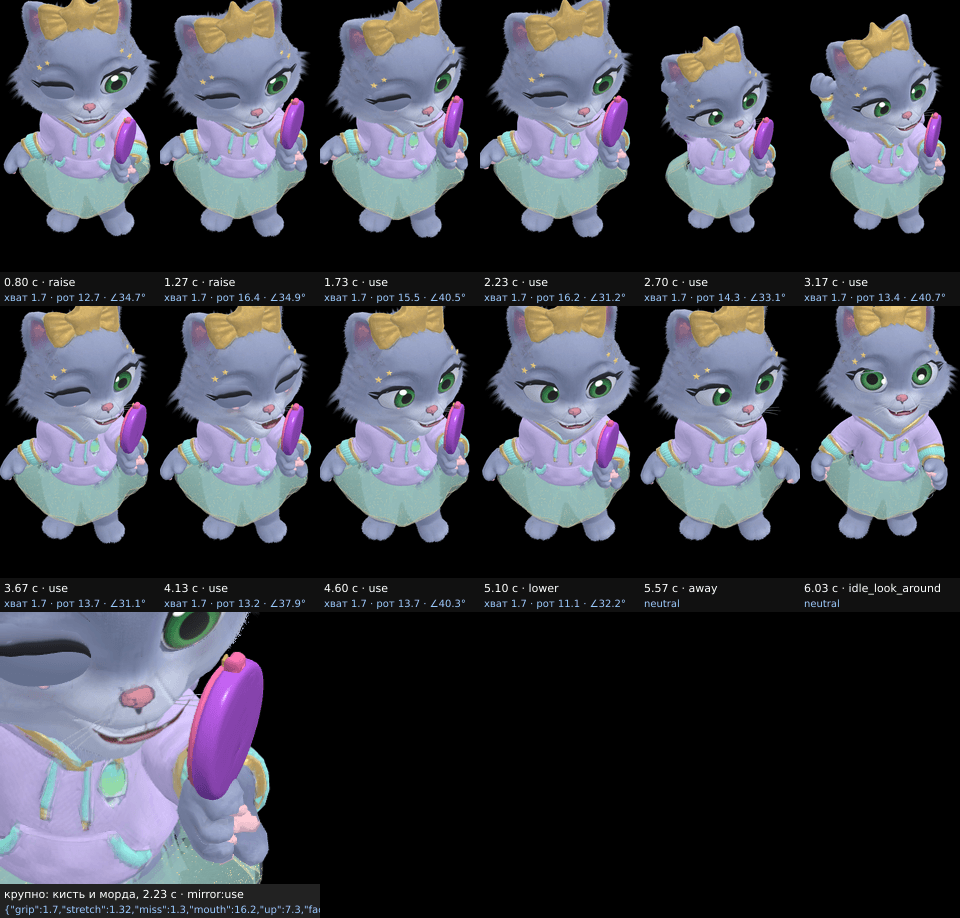 0.80 с · raise
хват 1.7 · рот 12.7 · ∠34.7°
1.27 с · raise
хват 1.7 · рот 16.4 · ∠34.9°
1.73 с · use
хват 1.7 · рот 15.5 · ∠40.5°
2.23 с · use
хват 1.7 · рот 16.2 · ∠31.2°
2.70 с · use
хват 1.7 · рот 14.3 · ∠33.1°
3.17 с · use
хват 1.7 · рот 13.4 · ∠40.7°
3.67 с · use
хват 1.7 · рот 13.7 · ∠31.1°
4.13 с · use
хват 1.7 · рот 13.2 · ∠37.9°
4.60 с · use
хват 1.7 · рот 13.7 · ∠40.3°
5.10 с · lower
хват 1.7 · рот 11.1 · ∠32.2°
5.57 с · away
neutral
6.03 с · idle_look_around
neutral
крупно: кисть и морда, 2.23 с · mirror:use
{"grip":1.7,"stretch":1.32,"miss":1.3,"mouth":16.2,"up":7.3,"fa